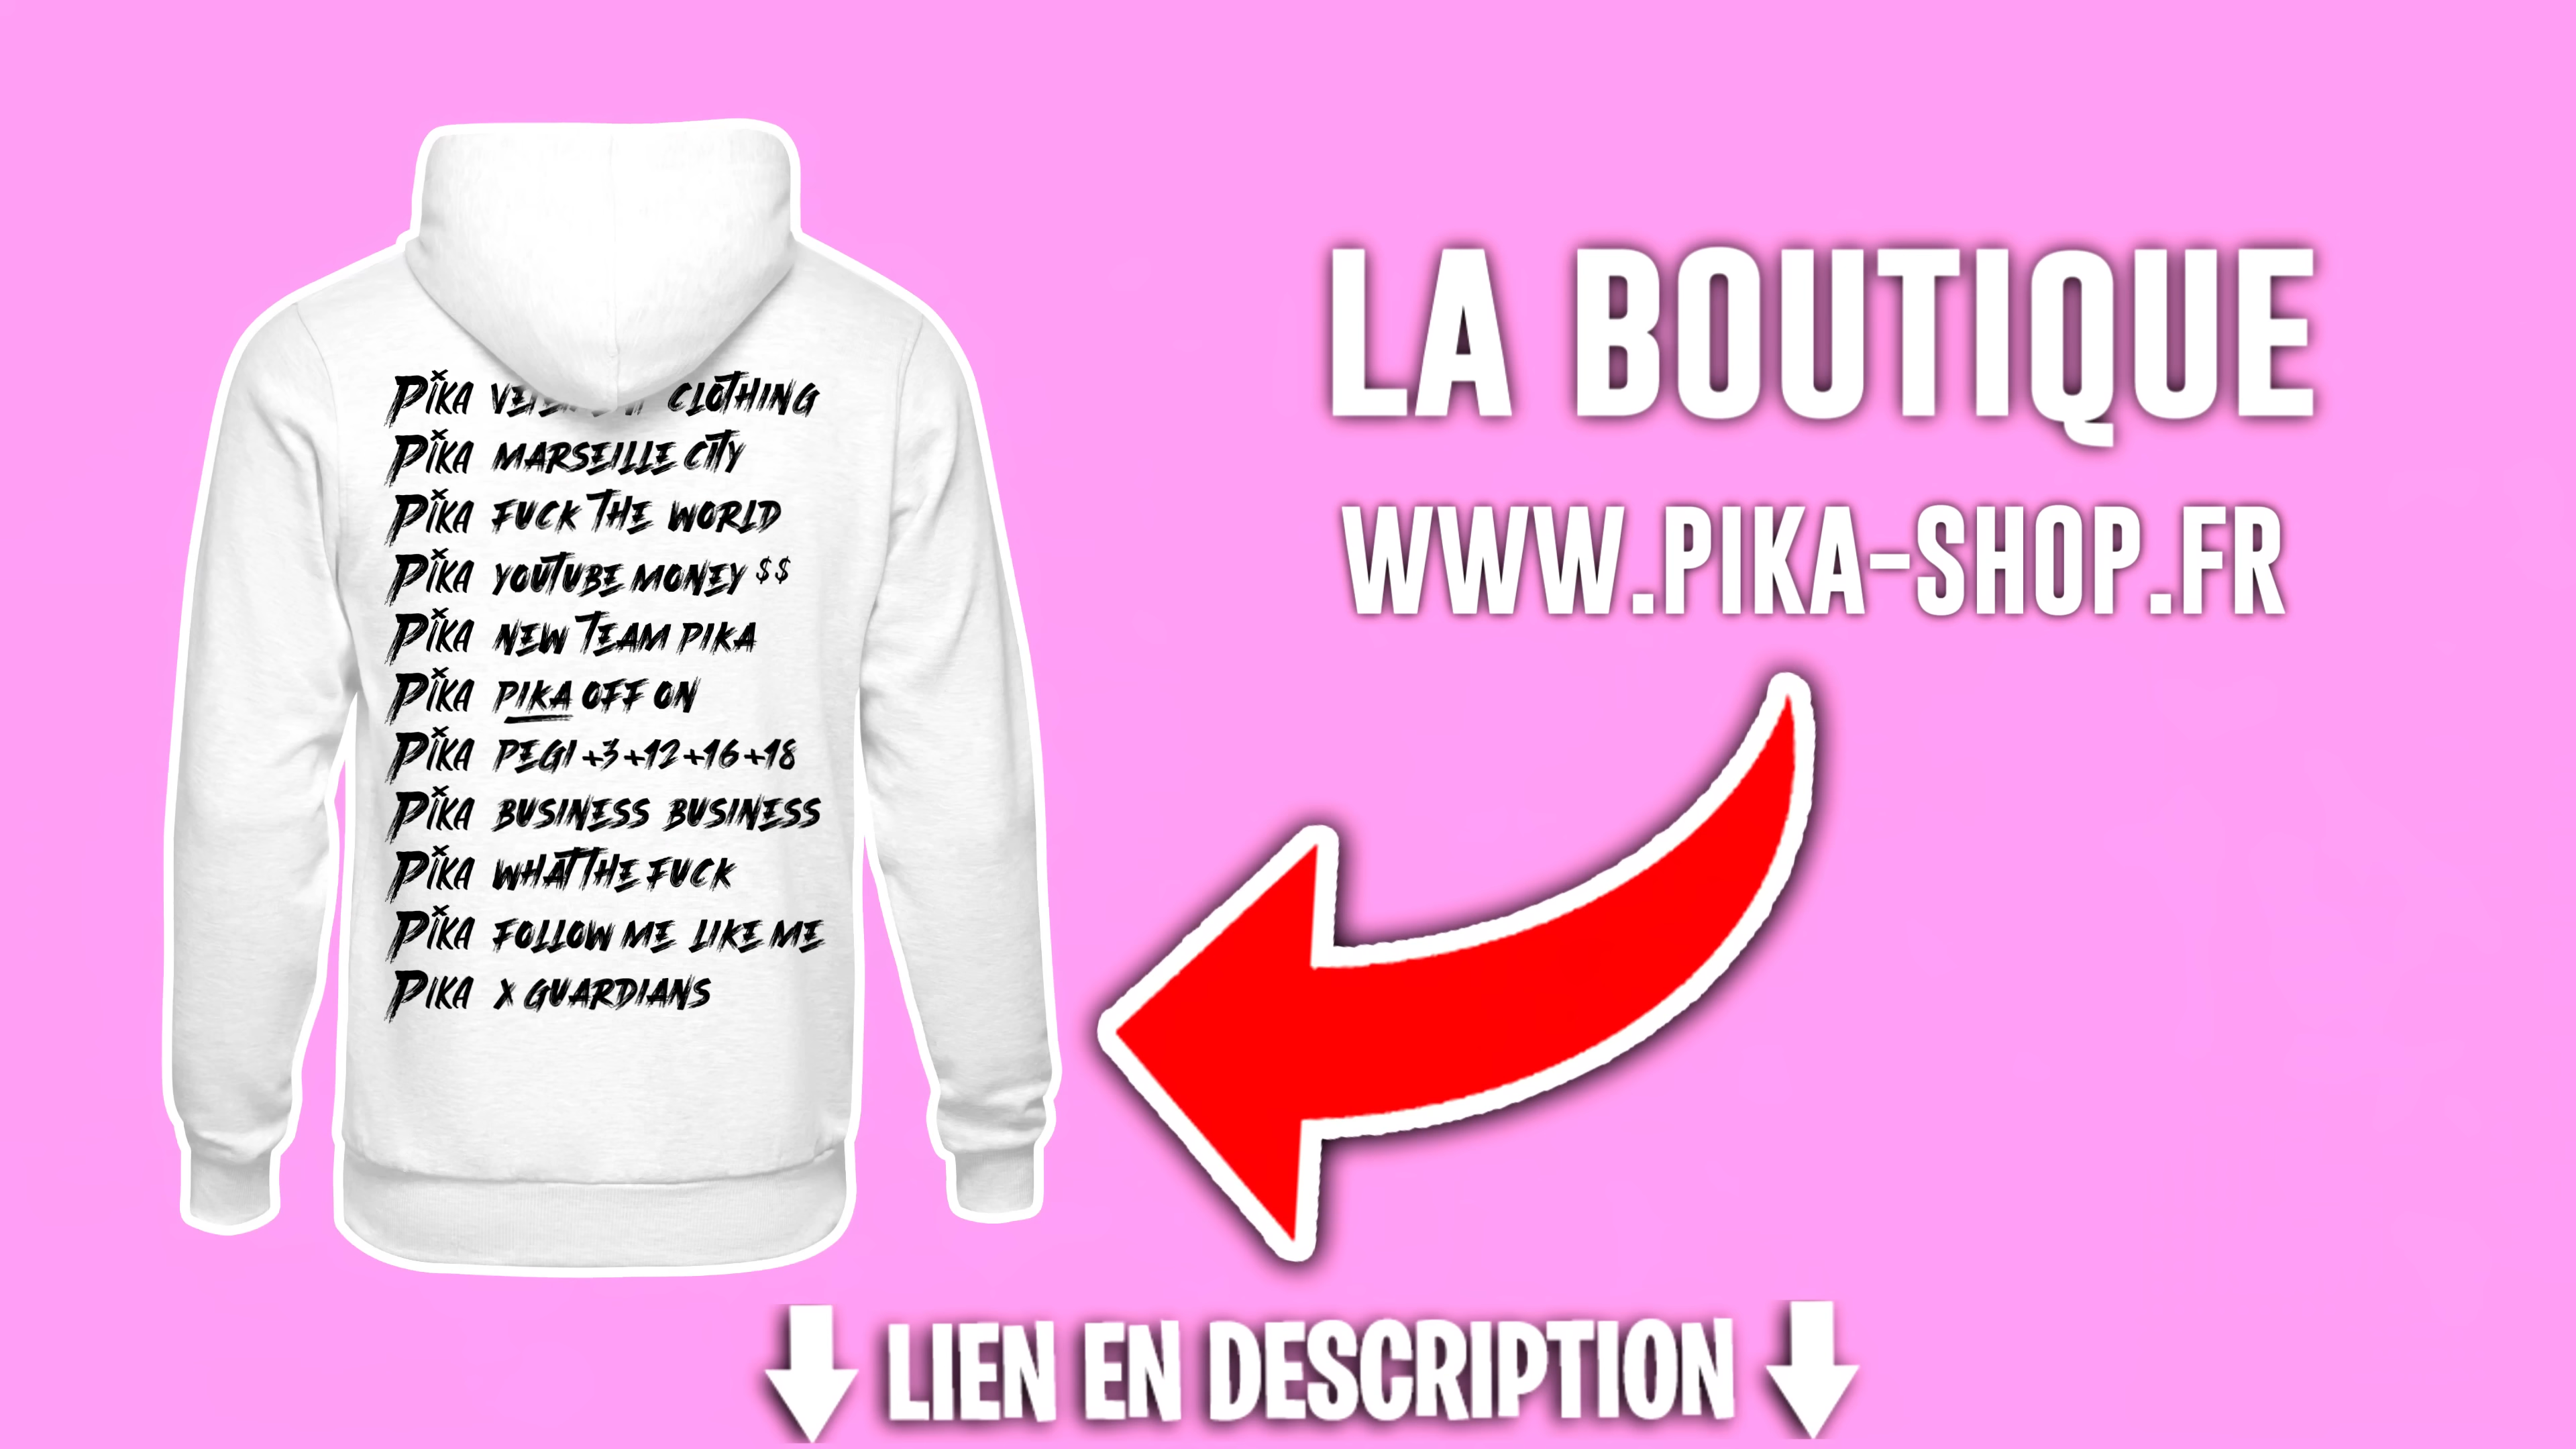 PIKA CLOTHING
PIKA MARSEILLE CITY
PIKA FUCK THE WORLD
PIKA YOUTUBE MONEY $$
PIKA NEW TEAM PIKA
PIKA PIKA OFF ON
PIKA PEGI +3+12+16+18
PIKA BUSINESS BUSINESS
PIKA WHAT THE FUCK
PIKA FOLLOW ME LIKE ME
PIKA X GUARDIANS
LA BOUTIQUE
WWW.PIKA-SHOP.FR
LIEN EN DESCRIPTION